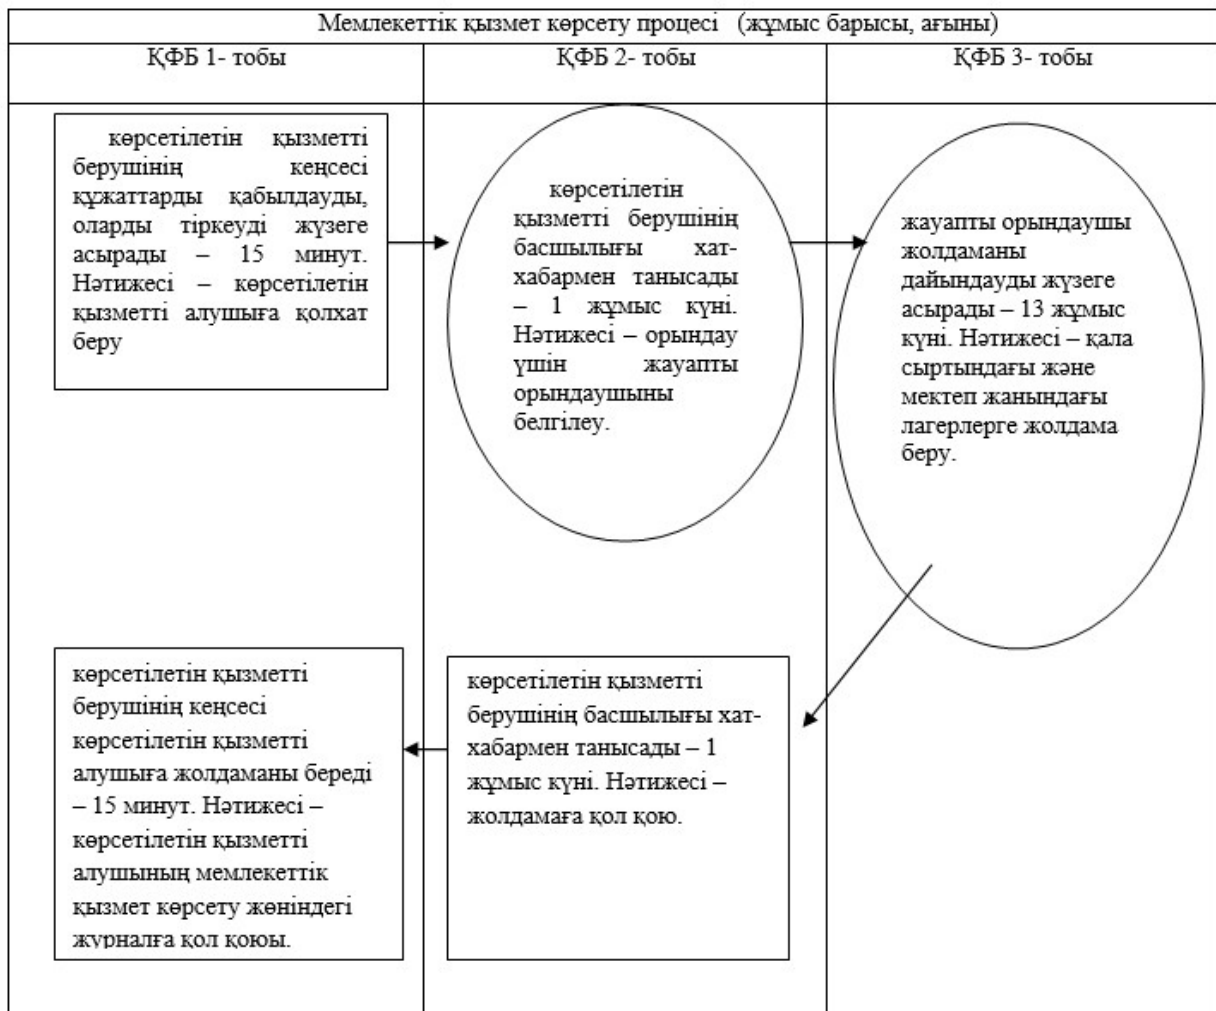 Мемлекеттік қызмет көрсету процесі (жұмыс барысы, ағыны)
ҚФБ 1- тобы
ҚФБ 2- тобы
ҚФБ 3- тобы
көрсетілетін қызметті
берушінің кеңсесі
құжаттарды қабылдауды,
оларды тіркеуді жүзеге
асырады – 15 минут.
Нәтижесі – көрсетілетін
қызметті алушыға қолхат
беру
көрсетілетін
қызметті берушінің
басшылығы хат-
хабармен танысады
– 1 жұмыс күні.
Нәтижесі – орындау
үшін жауапты
орындаушыны
белгілеу.
жауапты орындаушы
жолдаманы
дайындауды жүзеге
асырады – 13 жұмыс
күні. Нәтижесі – қала
сыртындағы және
мектеп жанындағы
лагерлерге жолдама
беру.
көрсетілетін қызметті
берушінің кеңсесі
көрсетілетін қызметті
алушыға жолдаманы береді
– 15 минут. Нәтижесі –
көрсетілетін қызметті
алушының мемлекеттік
қызмет көрсету жөніндегі
журналға қол қоюы.
көрсетілетін қызметті
берушінің басшылығы хат-
хабармен танысады – 1
жұмыс күні. Нәтижесі –
жолдамаға қол қою.